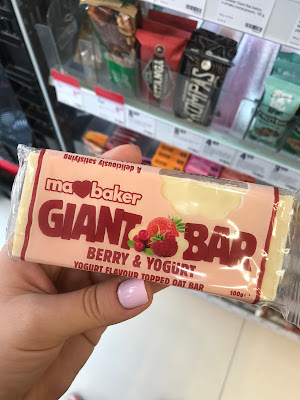 A deliciously satisfying
ma baker
GIANT BAR
BERRY & YOGURT
YOGURT FLAVOUR TOPPED OAT BAR
100g e